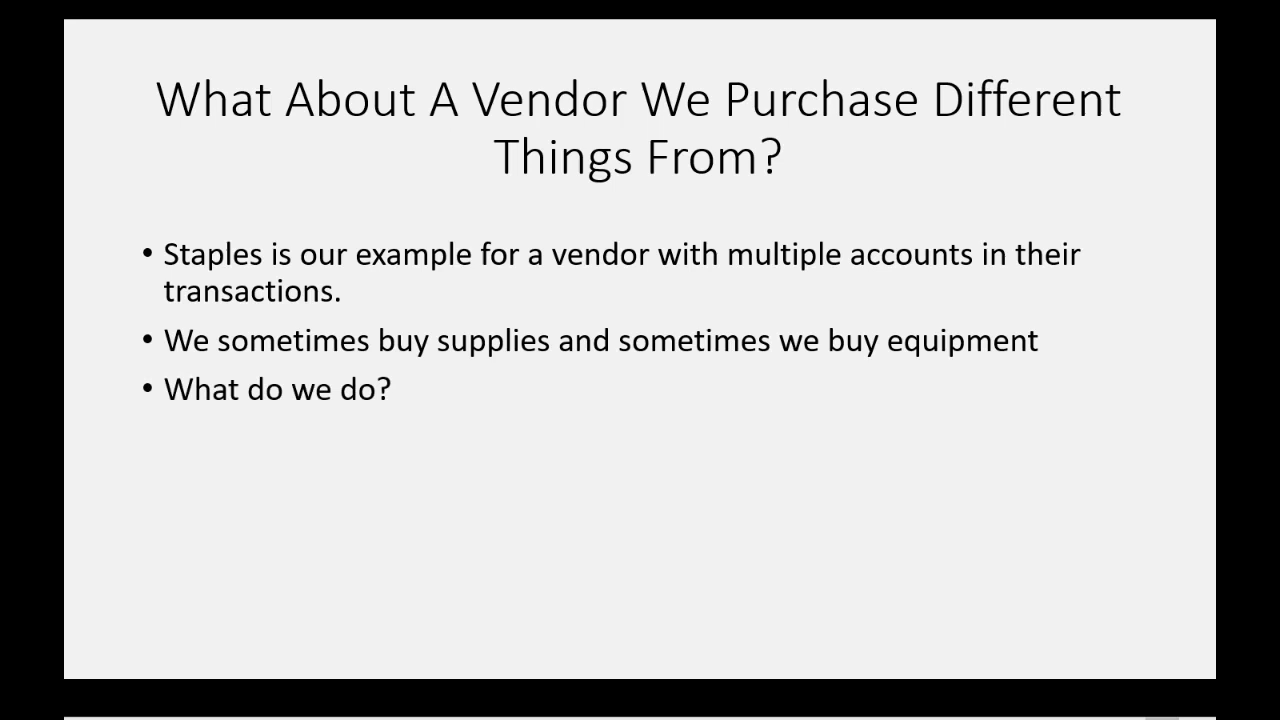 What About A Vendor We Purchase Different
Things From?
• Staples is our example for a vendor with multiple accounts in their
transactions.
• We sometimes buy supplies and sometimes we buy equipment
• What do we do?